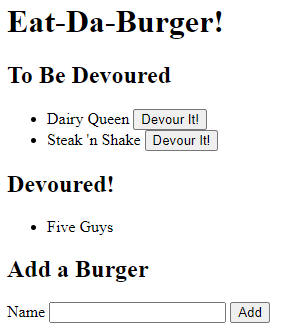 Eat-Da-Burger!
To Be Devoured
Dairy Queen Devour It!
Steak 'n Shake Devour It!
Devoured!
Five Guys
Add a Burger
Name Add